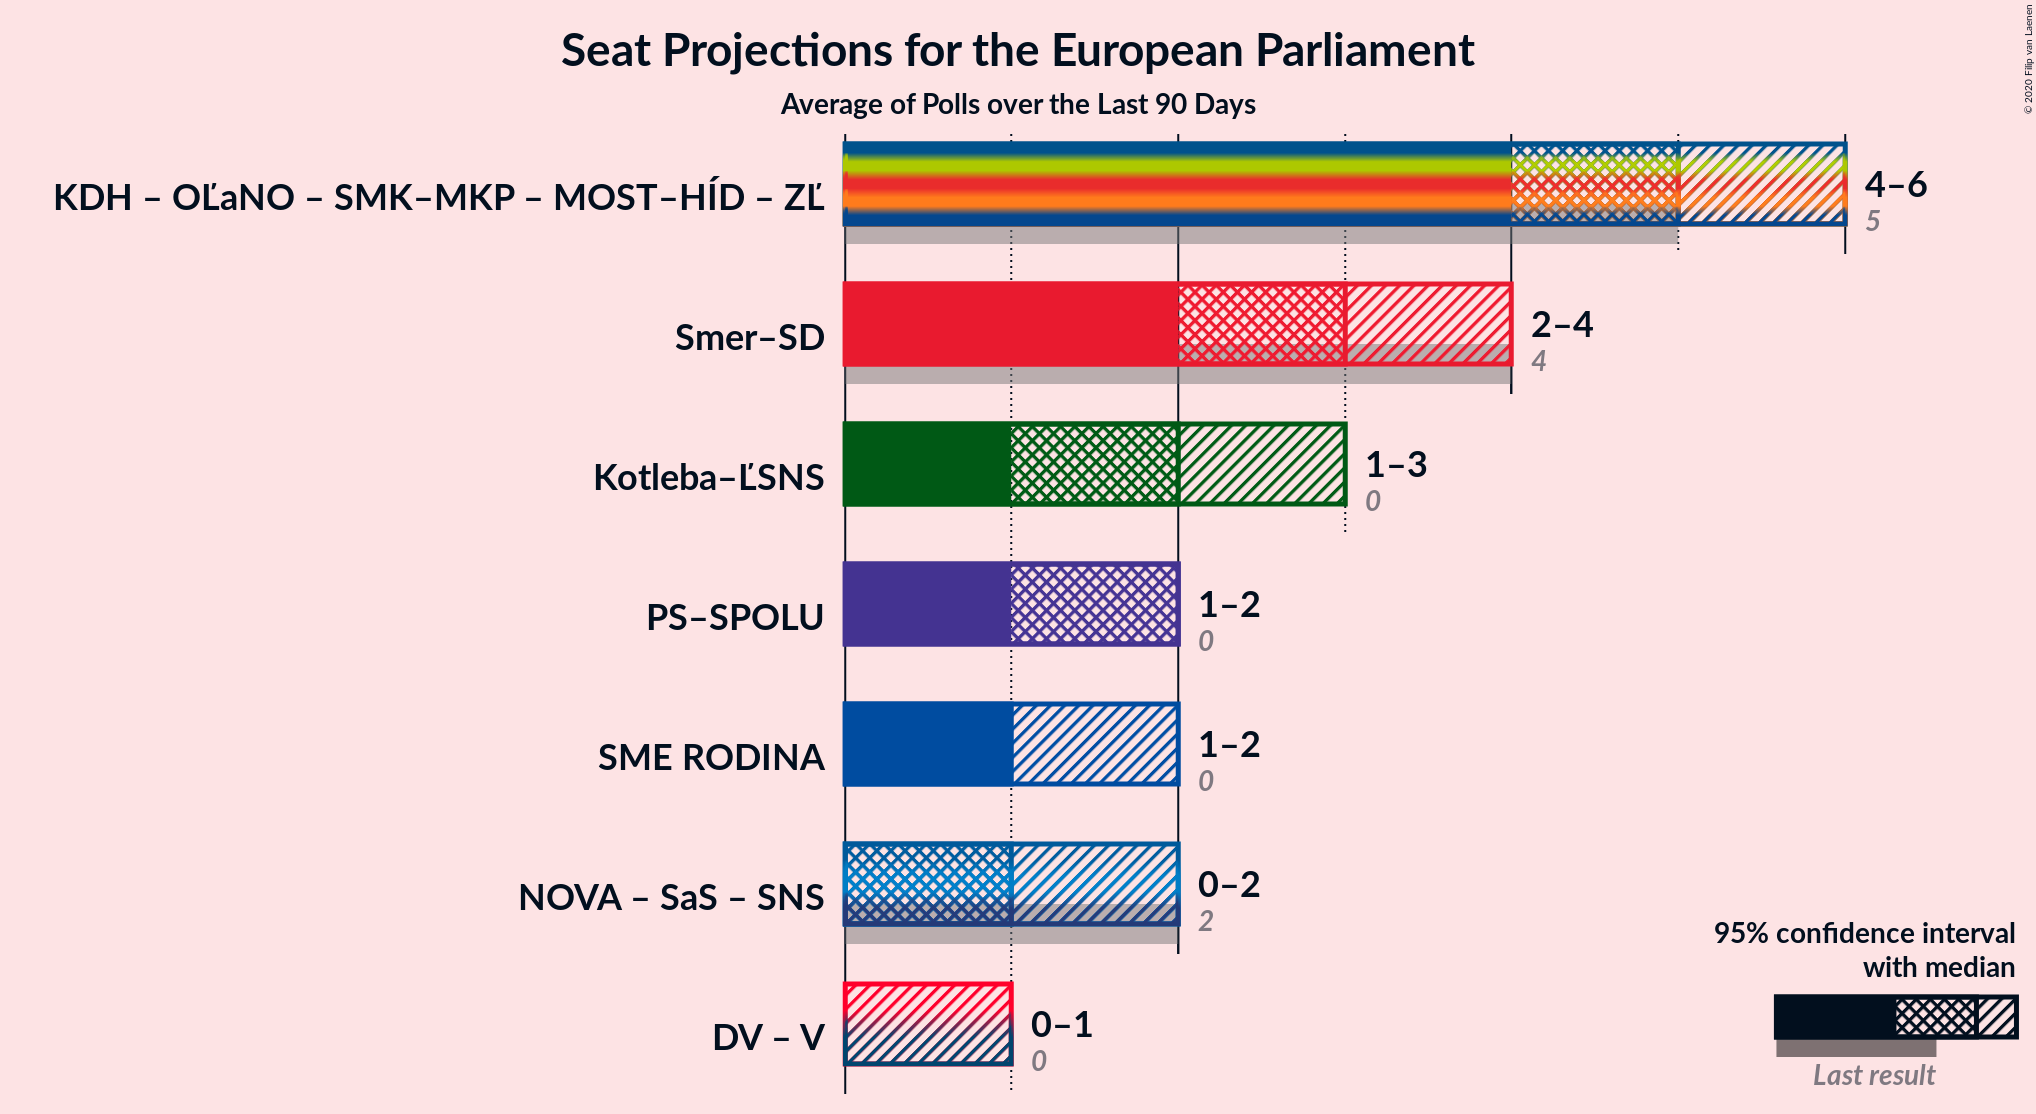 Seat Projections for the European Parliament
Average of Polls over the Last 90 Days
© 2020 Filip van Laenen
KDH – OĽaNO – SMK–MKP – MOST–HÍD – ZĽ
4–6
5
Smer–SD
2–4
4
Kotleba–ĽSNS
1–3
0
PS–SPOLU
1–2
0
SME RODINA
1–2
0
NOVA – SaS – SNS
0–2
2
DV – V
0–1
0
95% confidence interval
with median
Last result